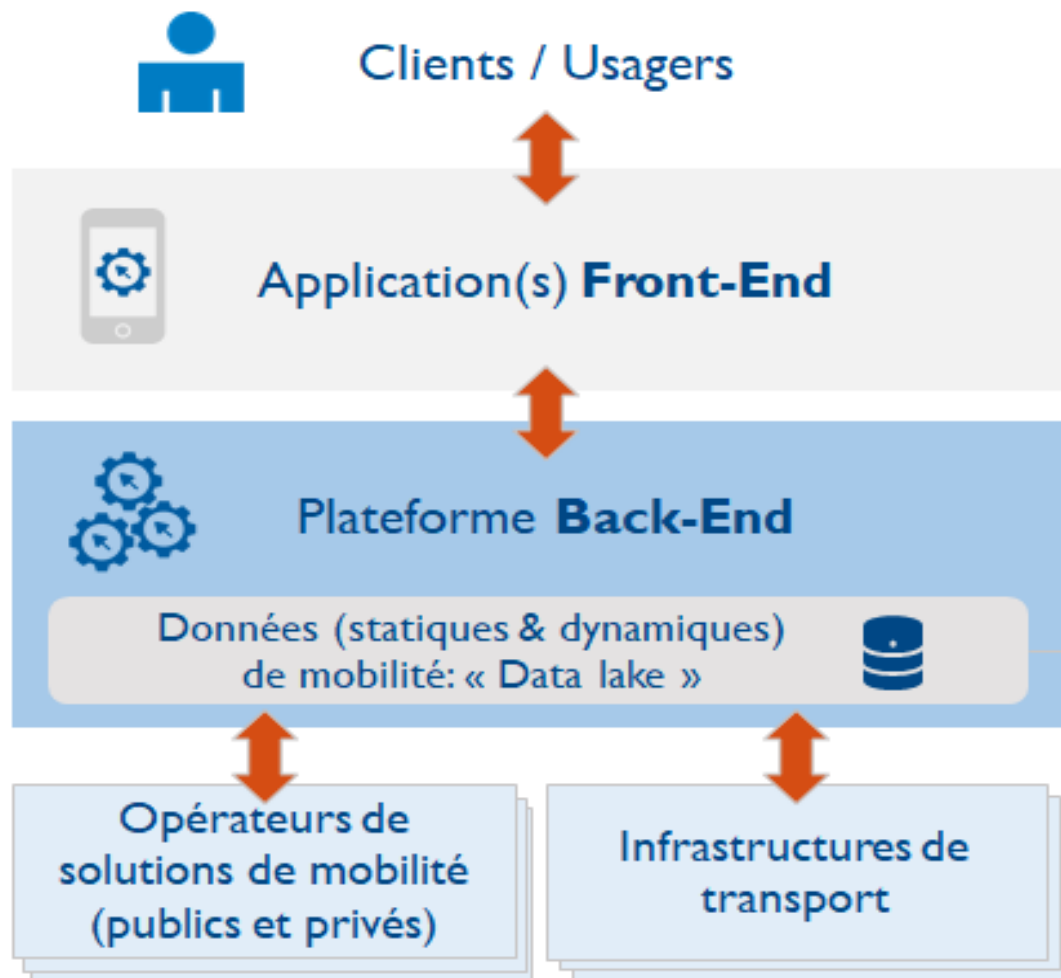 Clients / Usagers
Application(s) Front-End
Plateforme Back-End
Données (statiques & dynamiques)
de mobilité: « Data lake »
Opérateurs de
solutions de mobilité
(publics et privés)
Infrastructures de
transport